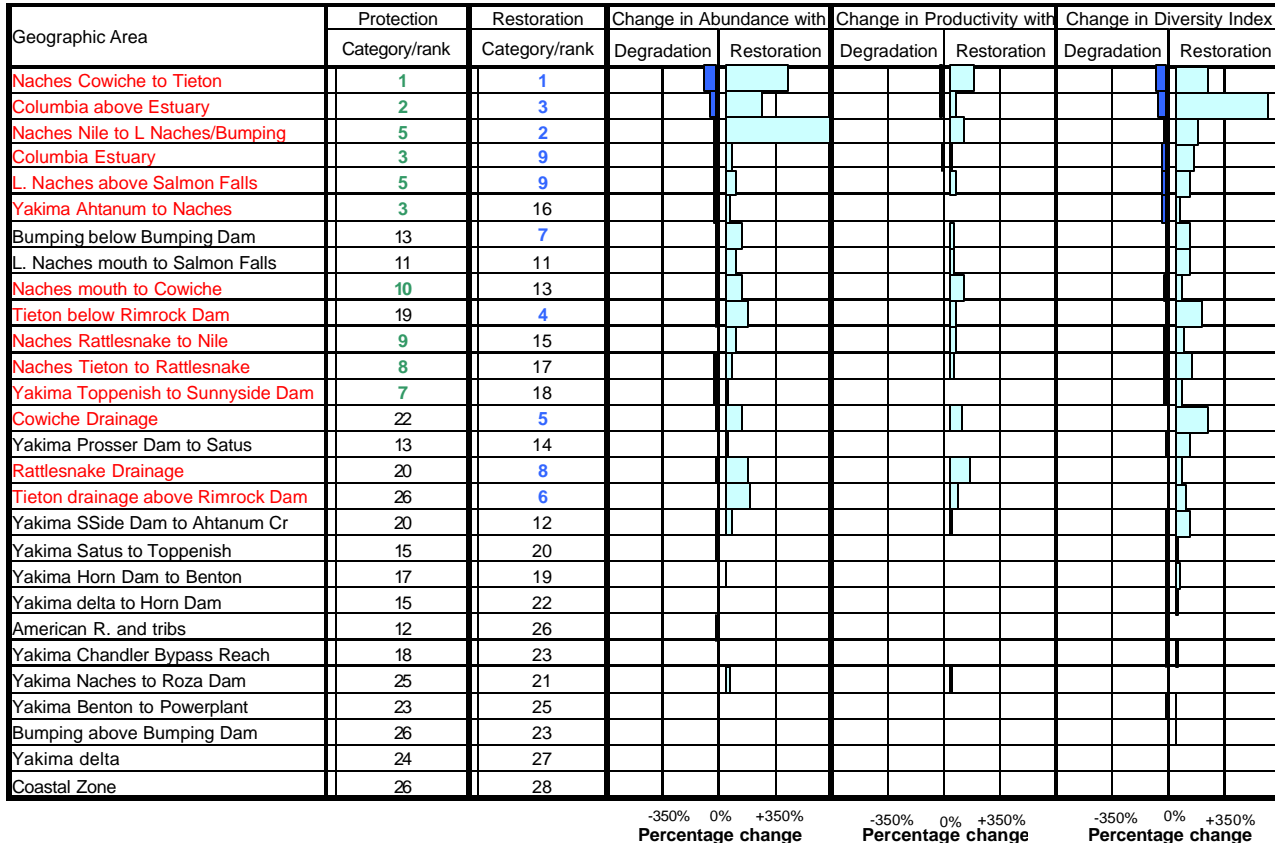 Geographic Area Protection Restoration Change in Abundance with Change in Productivity with Change in Diversity Index
Category/rank Category/rank Degradation Restoration Degradation Restoration Degradation Restoration
Naches Cowiche to Tieton 1 1
Columbia above Estuary 2 3
Naches Nile to L Naches/Bumping 5 2
Columbia Estuary 3 9
L. Naches above Salmon Falls 5 9
Yakima Ahtanum to Naches 3 16
Bumping below Bumping Dam 13 7
L. Naches mouth to Salmon Falls 11 11
Naches mouth to Cowiche 10 13
Tieton below Rimrock Dam 19 4
Naches Rattlesnake to Nile 9 15
Naches Tieton to Rattlesnake 8 17
Yakima Toppenish to Sunnyside Dam 7 18
Cowiche Drainage 22 5
Yakima Prosser Dam to Satus 13 14
Rattlesnake Drainage 20 8
Tieton drainage above Rimrock Dam 26 6
Yakima SSide Dam to Ahtanum Cr 20 12
Yakima Satus to Toppenish 15 20
Yakima Horn Dam to Benton 17 19
Yakima delta to Horn Dam 15 22
American R. and tribs 12 26
Yakima Chandler Bypass Reach 18 23
Yakima Naches to Roza Dam 25 21
Yakima Benton to Powerplant 23 25
Bumping above Bumping Dam 26 23
Yakima delta 24 27
Coastal Zone 26 28
-350% 0% +350% -350% 0% +350% -350% 0% +350%
Percentage change Percentage change Percentage change